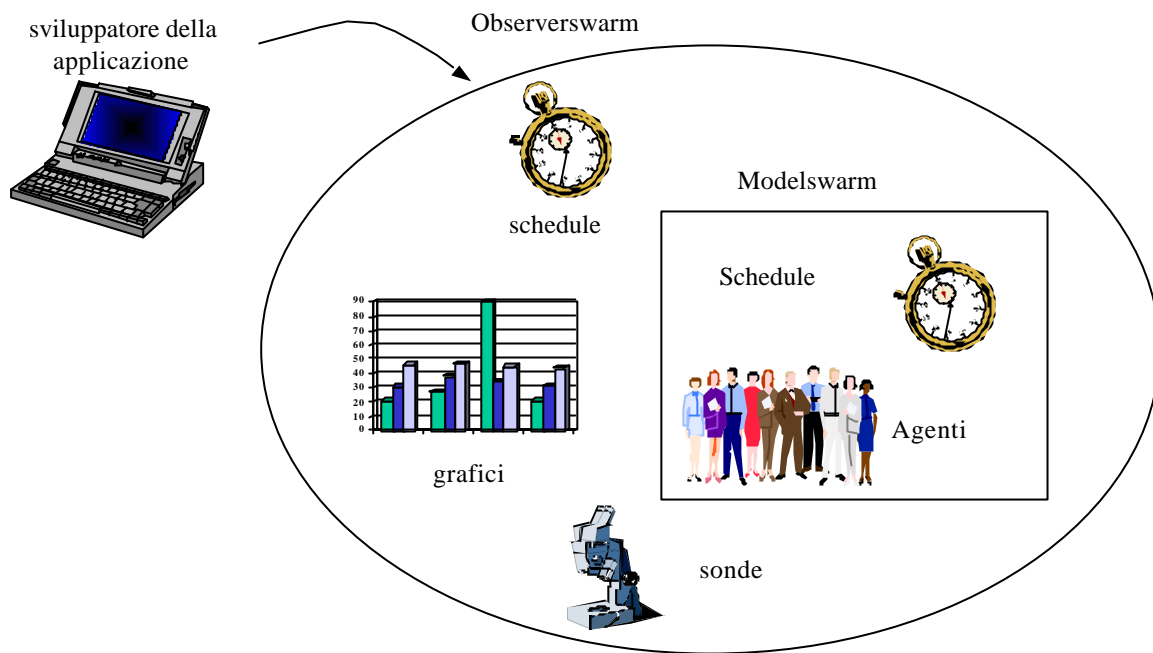 sviluppatore della
applicazione
Observerswarm
schedule
Modelswarm
Schedule
Agenti
90
80
70
60
50
40
30
20
10
0
grafici
sonde